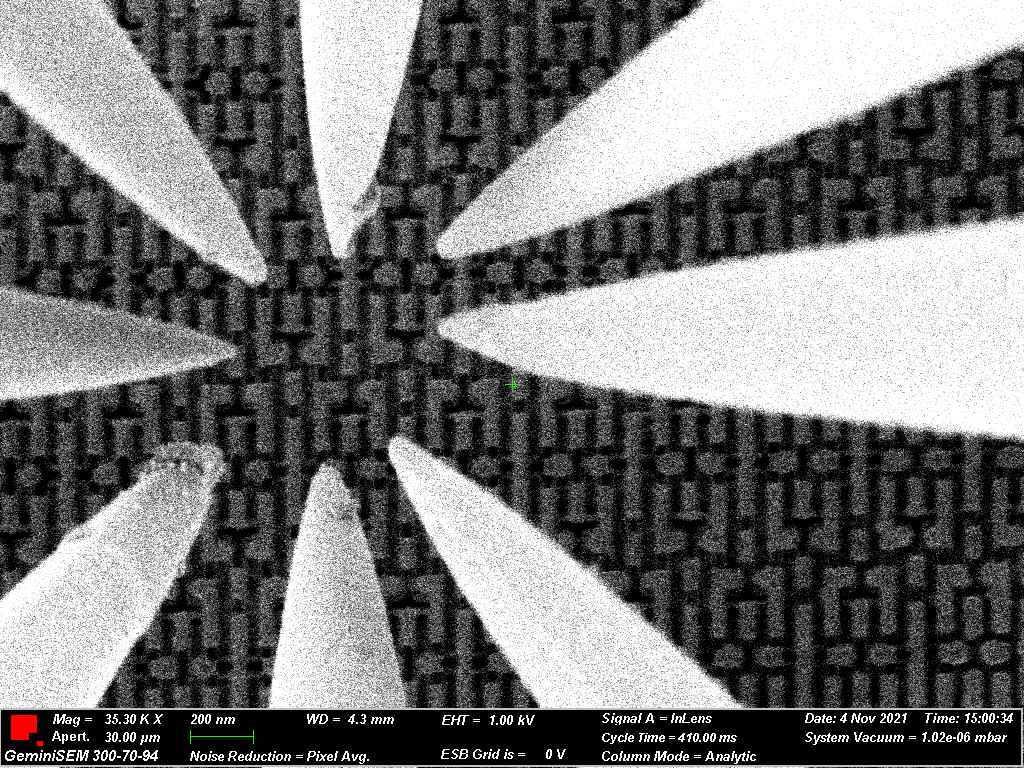 Mag = 35.30 K X 200 nm WD = 4.3 mm EHT = 1.00 kV Signal A = InLens Date: 4 Nov 2021 Time: 15:00:34
Apert. 30.00 µm Cycle Time = 410.00 ms System Vacuum = 1.02e-06 mbar
GeminiSEM 300-70-94 Noise Reduction = Pixel Avg. ESB Grid is = 0 V Column Mode = Analytic